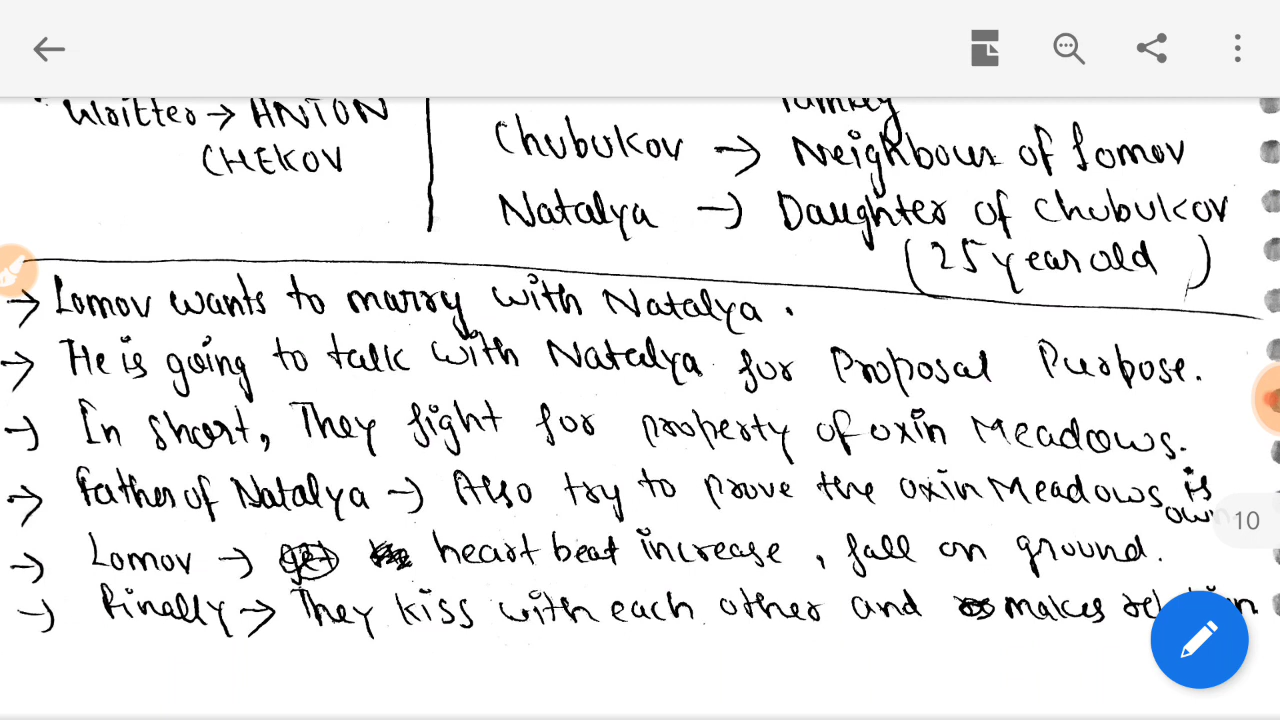 Writter → ANTON
CHEKOV
Chubukov → Neighbour of Lomov
Natalya → Daughter of Chubukov
(25 year old)
→ Lomov wants to marry with Natalya.
→ He is going to talk with Natalya for Proposal Purpose.
→ In short, They fight for property of oxin Meadows.
→ Father of Natalya → Also try to prove the oxin Meadows is
→ Lomov → heart beat increase, fall on ground.
→ Finally → They kiss with each other and makes
10